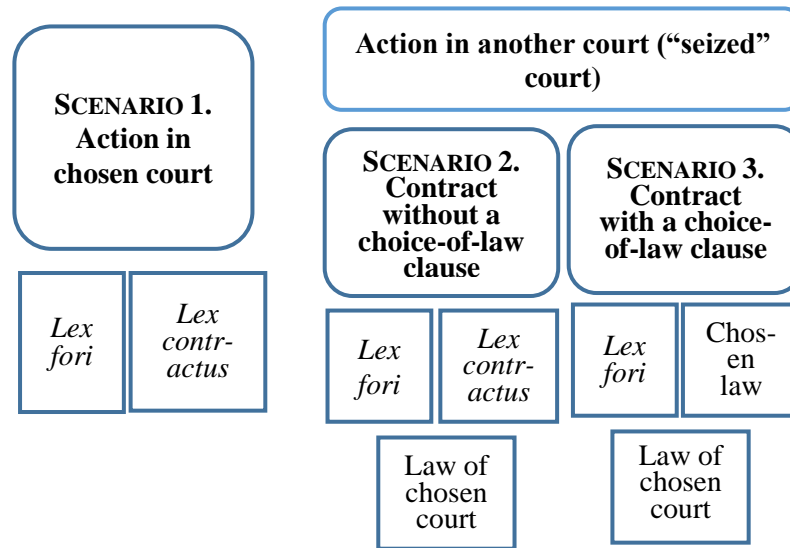 SCENARIO 1.
Action in
chosen court
Lex
fori
Lex
contr-
actus
Action in another court (“seized”
court)
SCENARIO 2.
Contract
without a
choice-of-law
clause
SCENARIO 3.
Contract
with a choice-
of-law clause
Lex
fori
Lex
contr-
actus
Lex
fori
Chos-
en
law
Law of
chosen
court
Law of
chosen
court